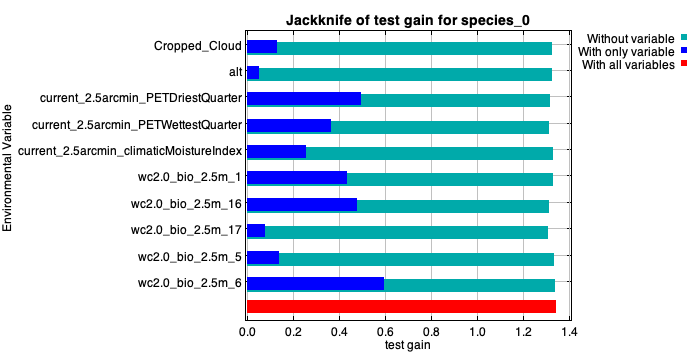 Jackknife of test gain for species_0
Without variable
With only variable
With all variables
Environmental Variable
Cropped_Cloud
alt
current_2.5arcmin_PETDriestQuarter
current_2.5arcmin_PETWettestQuarter
current_2.5arcmin_climaticMoistureIndex
wc2.0_bio_2.5m_1
wc2.0_bio_2.5m_16
wc2.0_bio_2.5m_17
wc2.0_bio_2.5m_5
wc2.0_bio_2.5m_6
0.0 0.2 0.4 0.6 0.8 1.0 1.2 1.4
test gain